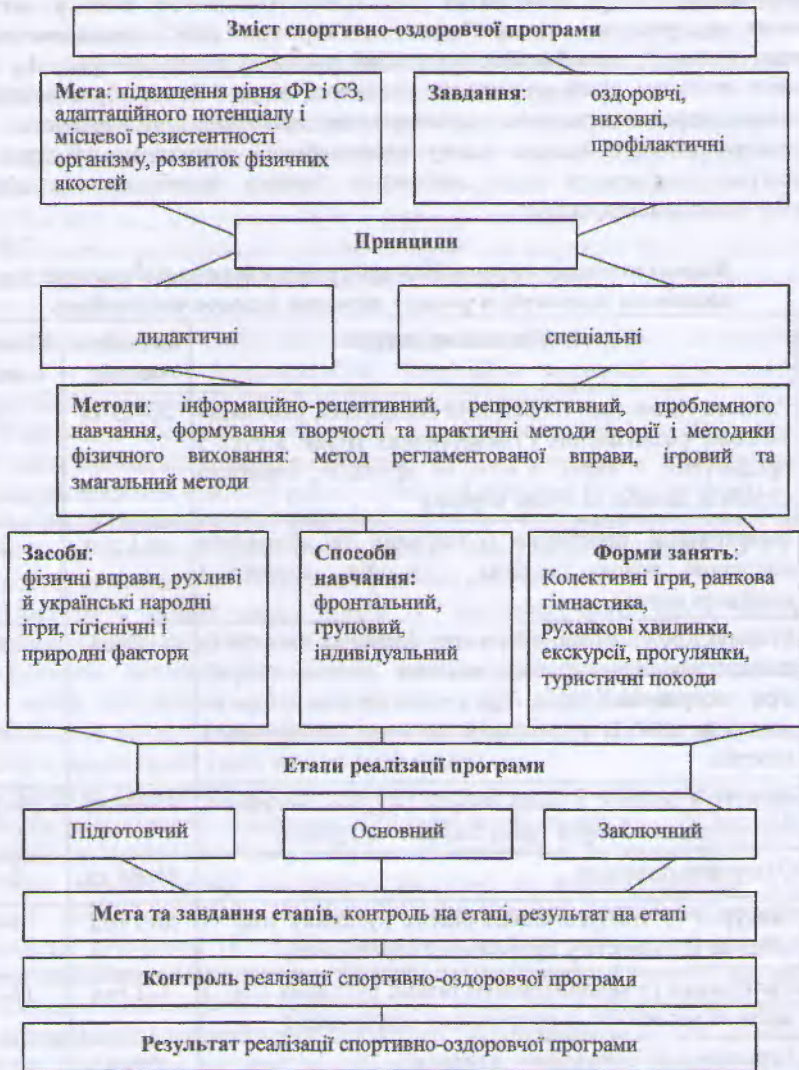 Зміст спортивно-оздоровчої програми
Мета: підвищення рівня ФР і СЗ,
адаптаційного потенціалу і
місцевої резистентності
організму, розвиток фізичних
якостей
Завдання: оздоровчі,
виховні,
профілактичні
Принципи
дидактичні
спеціальні
Методи: інформаційно-рецептивний, репродуктивний, проблемного
навчання, формування творчості та практичні методи теорії і методики
фізичного виховання: метод регламентованої вправи, ігровий та
змагальний методи
Засоби:
фізичні вправи, рухливі
й українські народні
ігри, гігієнічні і
природні фактори
Способи
навчання:
фронтальний,
груповий,
індивідуальний
Форми занять:
Колективні ігри, ранкова
гімнастика,
фізкультурні хвилинки,
екскурсії, прогулянки,
туристичні походи
Етапи реалізації програми
Підготовчий
Основний
Заключний
Мета та завдання етапів, контроль на етапі, результат на етапі
Контроль реалізації спортивно-оздоровчої програми
Результат реалізації спортивно-оздоровчої програми